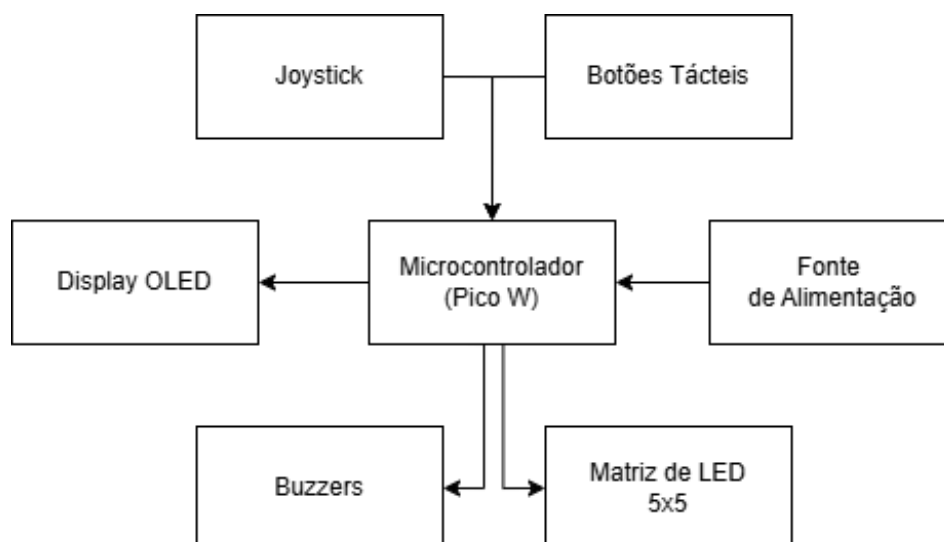 Joystick
Botões Tácteis
Display OLED
Microcontrolador
(Pico W)
Fonte
de Alimentação
Buzzers
Matriz de LED
5x5